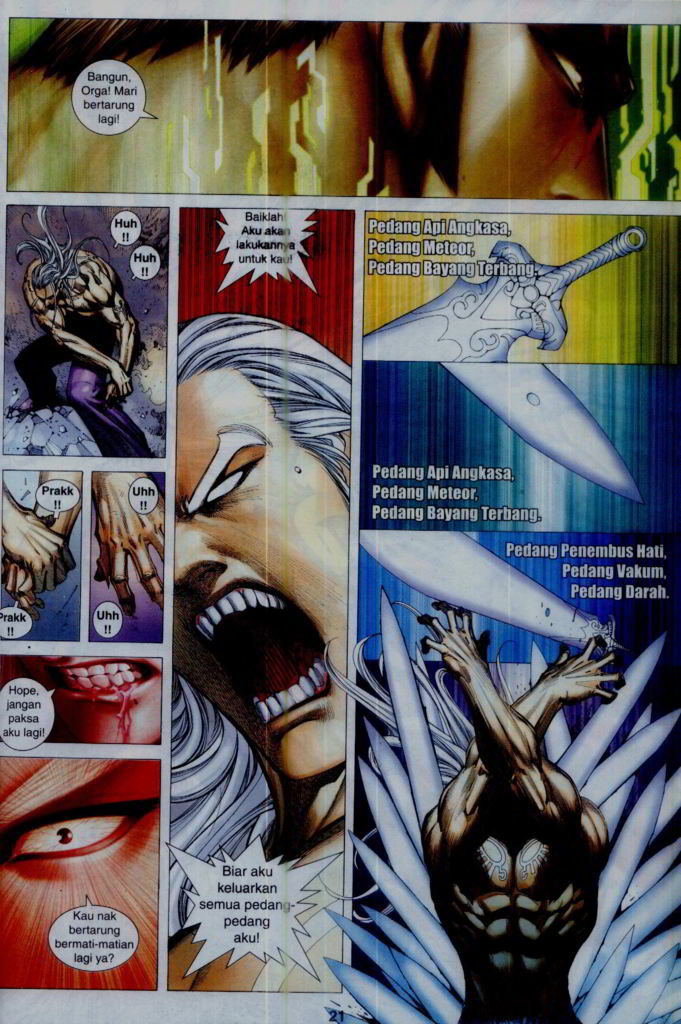 Bangun,
Orga! Mari
bertarung
lagi!
Huh
!!
Huh
!!
Prakk
!!
Prakk
!!
Uhh
!!
Uhh
!!
Hope,
jangan
paksa
aku lagi!
Kau nak
bertarung
bermati-matian
lagi ya?
Baiklah!
Aku akan
lakukannya
untuk kau!
Biar aku
keluarkan
semua pedang-
pedang
aku!
Pedang Api Angkasa,
Pedang Meteor,
Pedang Bayang Terbang.
Pedang Api Angkasa,
Pedang Meteor,
Pedang Bayang Terbang.
Pedang Penembus Hati,
Pedang Vakum,
Pedang Darah.
21